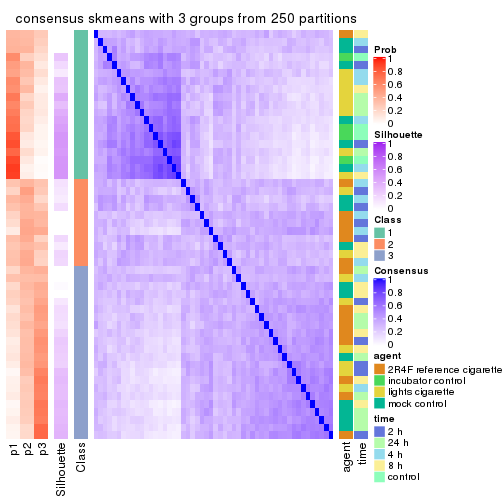 consensus skmeans with 3 groups from 250 partitions
Prob
1
0.8
0.6
0.4
0.2
0
Silhouette
1
0.8
0.6
0.4
0.2
0
Class
1
2
3
Consensus
1
0.8
0.6
0.4
0.2
0
agent
2R4F reference cigarette
incubator control
lights cigarette
mock control
time
2 h
24 h
4 h
8 h
control
p1
p2
p3
Silhouette
Class
agent
time